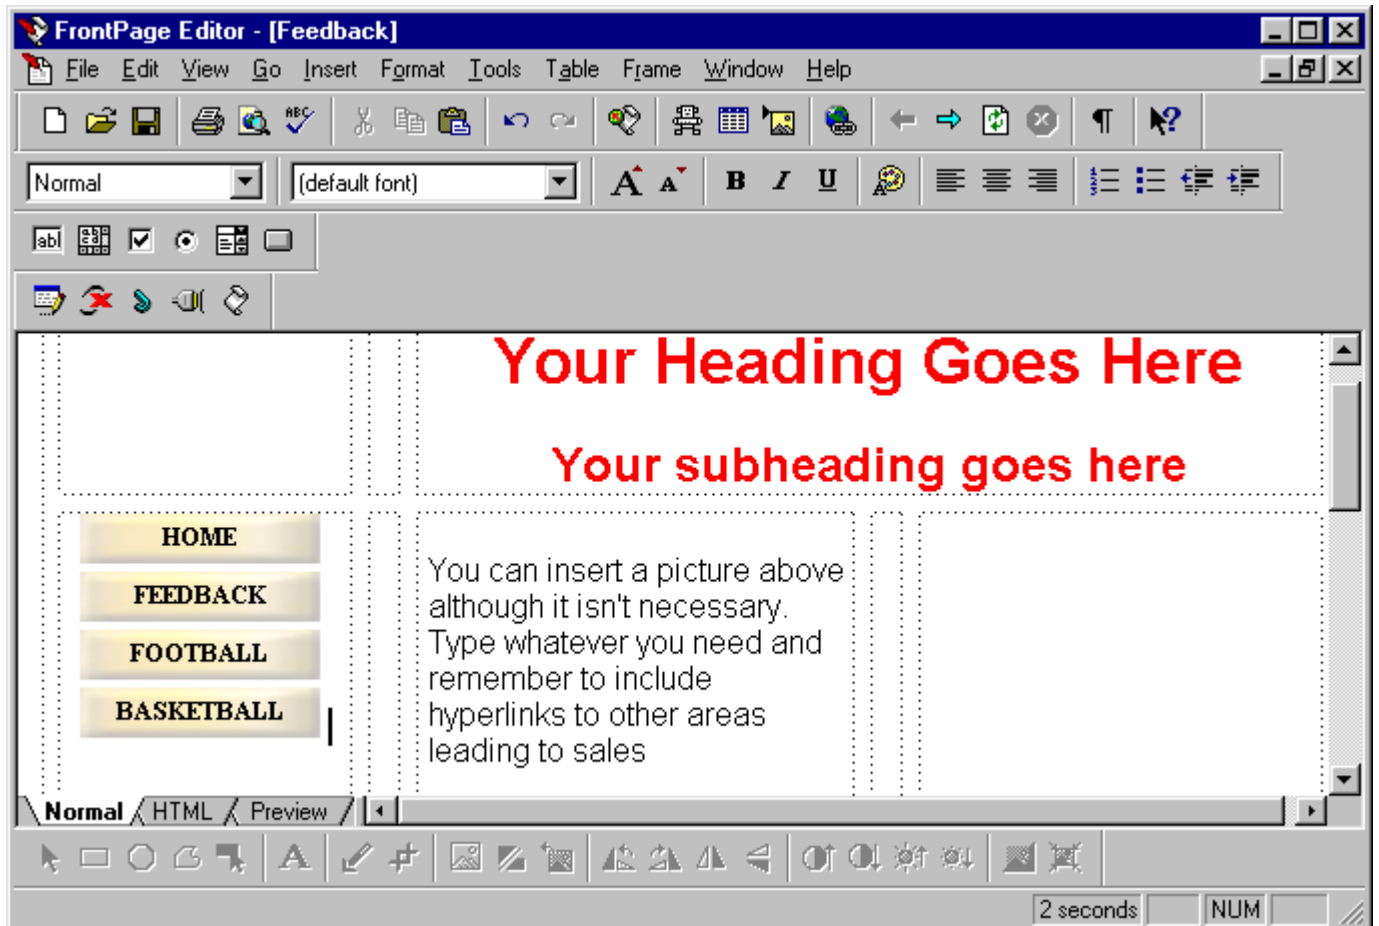 FrontPage Editor - [Feedback]
File Edit View Go Insert Format Tools Table Frame Window Help
ABC
Normal (default font) A A B I U
abl
Your Heading Goes Here
Your subheading goes here
HOME
FEEDBACK
FOOTBALL
BASKETBALL
You can insert a picture above
although it isn't necessary.
Type whatever you need and
remember to include
hyperlinks to other areas
leading to sales
Normal HTML Preview
A
2 seconds NUM